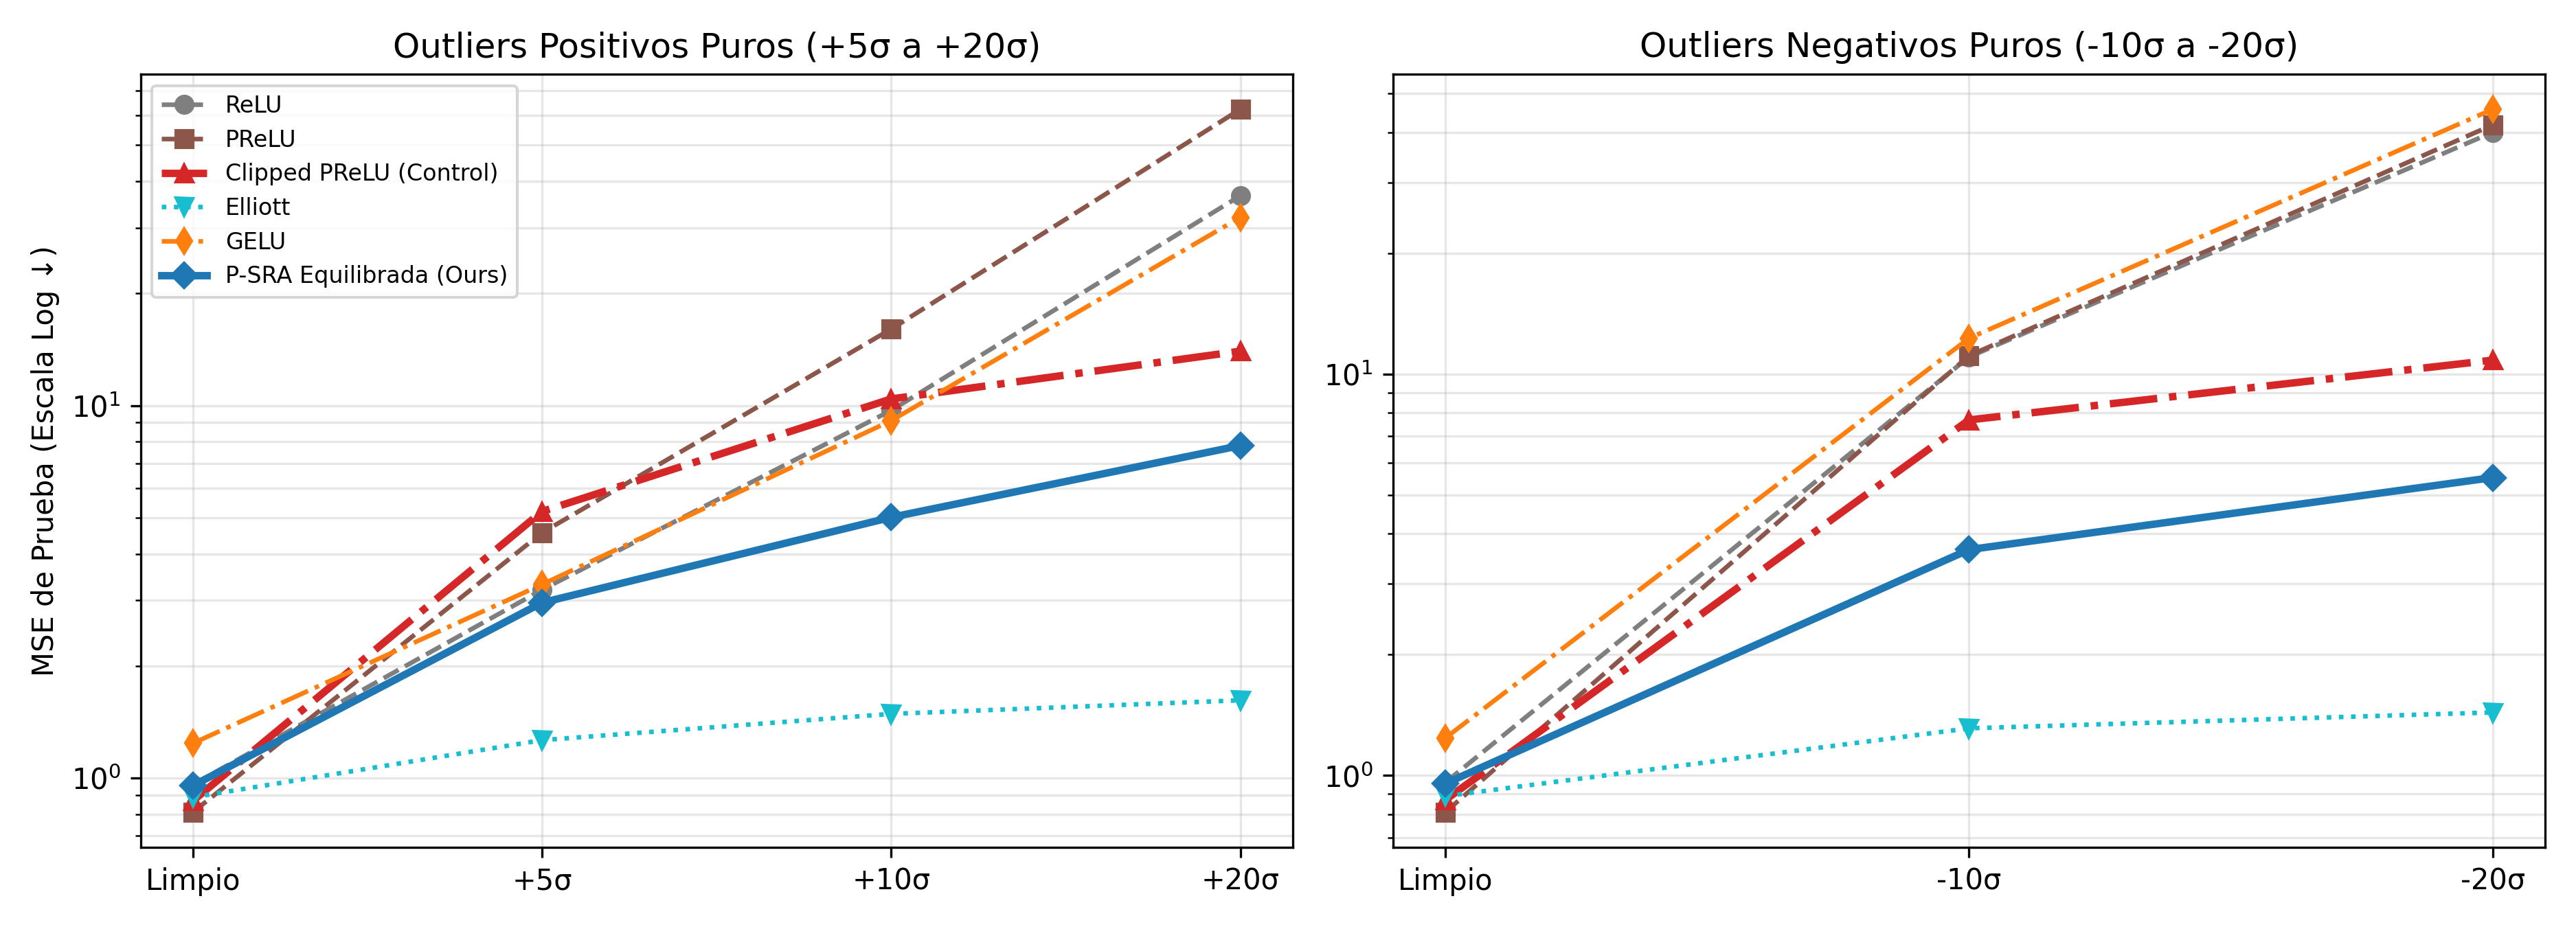 Outliers Positivos Puros (+5σ a +20σ)
ReLU
PReLU
Clipped PReLU (Control)
Elliott
GELU
P-SRA Equilibrada (Ours)
MSE de Prueba (Escala Log ↓)
10¹
10⁰
Limpio
+5σ
+10σ
+20σ
Outliers Negativos Puros (-10σ a -20σ)
10¹
10⁰
Limpio
-10σ
-20σ